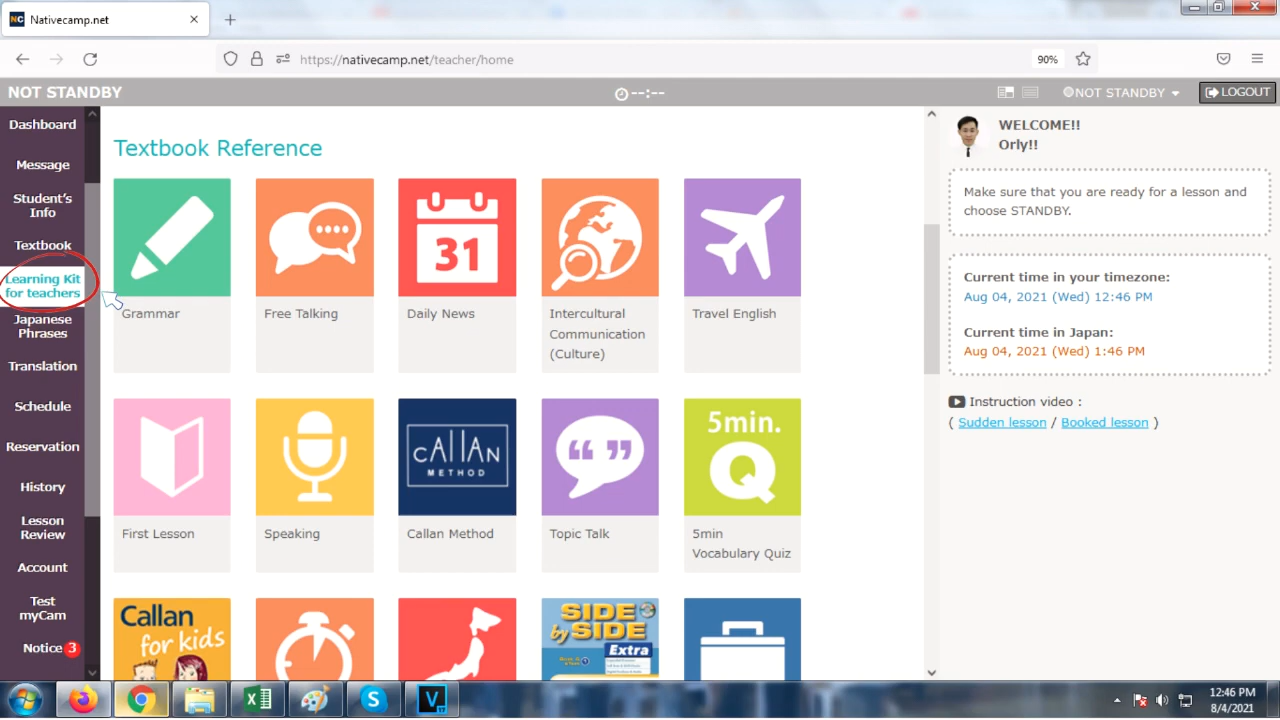 NC Nativecamp.net
https://nativecamp.net/teacher/home
90%
NOT STANDBY
--:--
NOT STANDBY
LOGOUT
Dashboard
Message
Student's
Info
Textbook
Learning Kit
for teachers
Japanese
Phrases
Translation
Schedule
Reservation
History
Lesson
Review
Account
Test
myCam
Notice 3
Textbook Reference
31
Grammar
Free Talking
Daily News
Intercultural
Communication
(Culture)
Travel English
CALLAN
METHOD
5min.
Q
First Lesson
Speaking
Callan Method
Topic Talk
5min
Vocabulary Quiz
Callan
for kids
SIDE
by SIDE
Extra
WELCOME!!
Orly!!
Make sure that you are ready for a lesson and
choose STANDBY.
Current time in your timezone:
Aug 04, 2021 (Wed) 12:46 PM
Current time in Japan:
Aug 04, 2021 (Wed) 1:46 PM
Instruction video :
( Sudden lesson / Booked lesson )
12:46 PM
8/4/2021